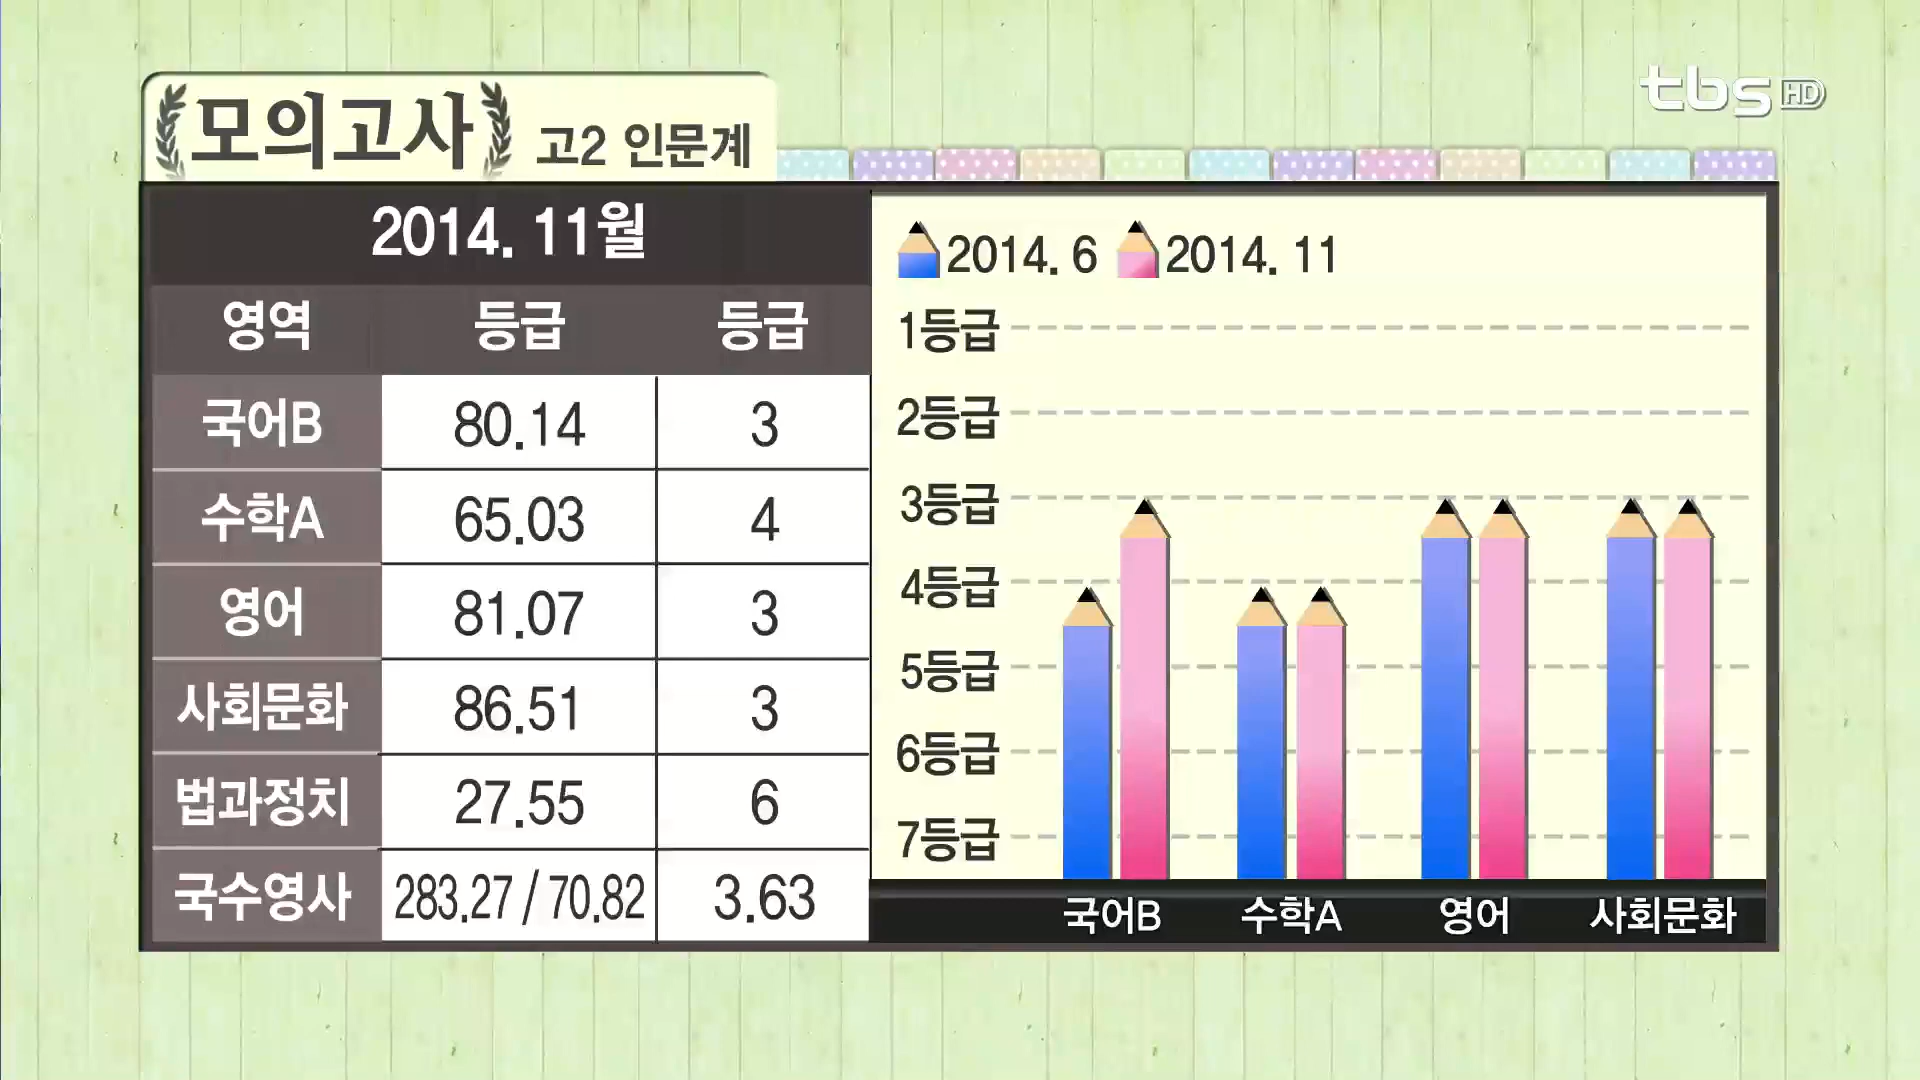 모의고사 고2 인문계
tbs HD
2014. 11월
영역 등급 등급
국어B 80.14 3
수학A 65.03 4
영어 81.07 3
사회문화 86.51 3
법과정치 27.55 6
국수영사 283.27 / 70.82 3.63
2014. 6 2014. 11
1등급
2등급
3등급
4등급
5등급
6등급
7등급
국어B 수학A 영어 사회문화